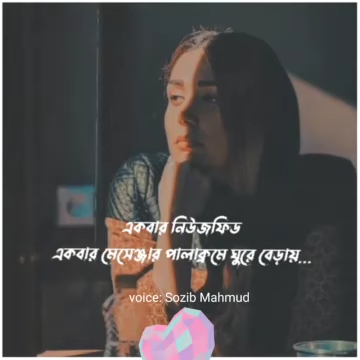 একবার নিউজফিড
একবার মেসেঞ্জার পালাক্রমে ঘুরে বেড়ায়...
voice: Sozib Mahmud